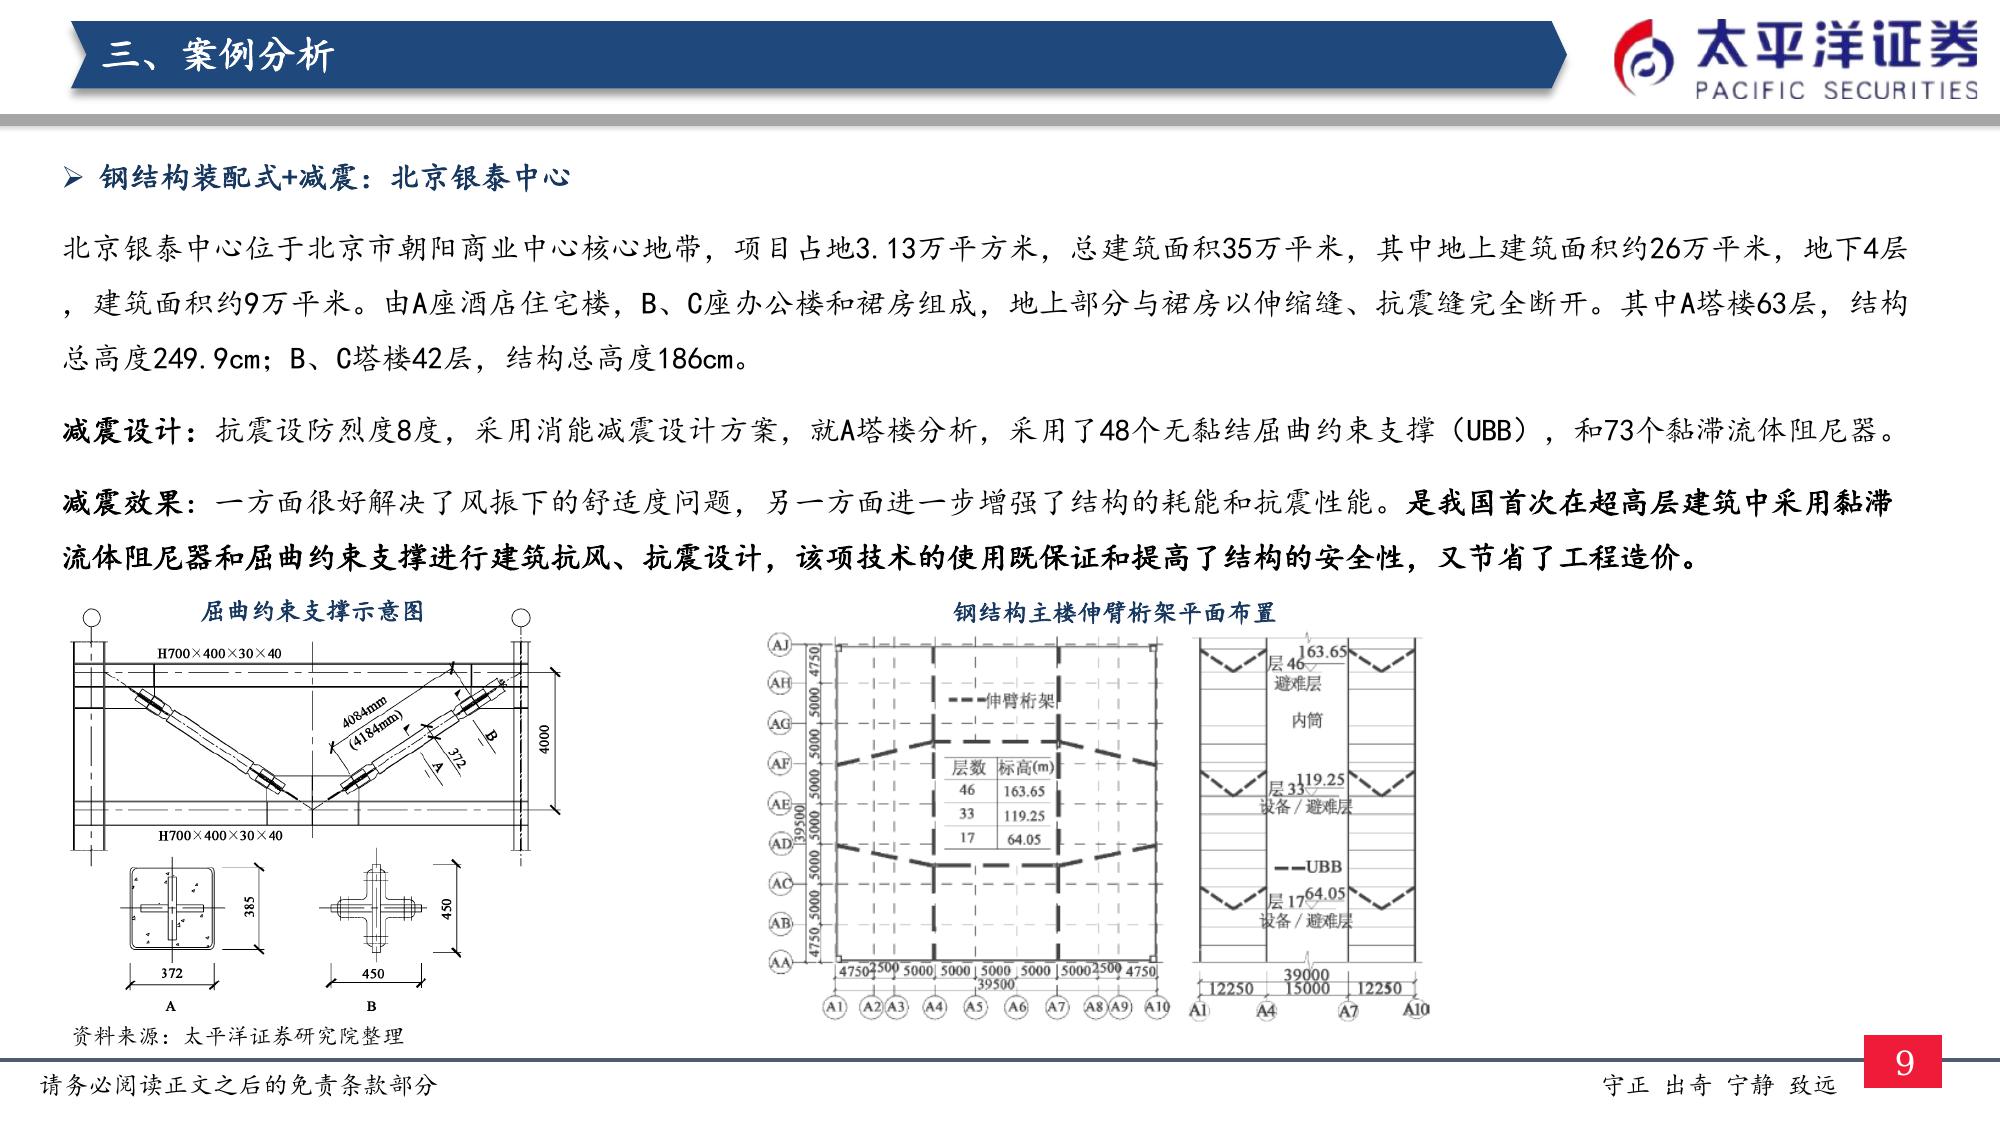 三、案例分析
太平洋证券
PACIFIC SECURITIES
钢结构装配式+减震：北京银泰中心
北京银泰中心位于北京市朝阳商业中心核心地带，项目占地3.13万平方米，总建筑面积35万平米，其中地上建筑面积约26万平米，地下4层
，建筑面积约9万平米。由A座酒店住宅楼，B、C座办公楼和裙房组成，地上部分与裙房以伸缩缝、抗震缝完全断开。其中A塔楼63层，结构
总高度249.9cm；B、C塔楼42层，结构总高度186cm。
减震设计：抗震设防烈度8度，采用消能减震设计方案，就A塔楼分析，采用了48个无黏结屈曲约束支撑（UBB），和73个黏滞流体阻尼器。
减震效果：一方面很好解决了风振下的舒适度问题，另一方面进一步增强了结构的耗能和抗震性能。是我国首次在超高层建筑中采用黏滞
流体阻尼器和屈曲约束支撑进行建筑抗风、抗震设计，该项技术的使用既保证和提高了结构的安全性，又节省了工程造价。
屈曲约束支撑示意图
H700×400×30×40
4084mm
(4184mm)
372
A
B
4000
H700×400×30×40
385
372
A
450
450
B
钢结构主楼伸臂桁架平面布置
AJ
AH
AG
AF
AE
AD
AC
AB
AA
4750
5000
5000
5000
5000
5000
5000
4750
39500
伸臂桁架
层数 标高(m)
46 163.65
33 119.25
17 64.05
4750 2500 5000 5000 5000 5000 5000 2500 4750
39500
A1 A2 A3 A4 A5 A6 A7 A8 A9 A10
163.65
层 46
避难层
内筒
119.25
层 33
设备/避难层
UBB
64.05
层 17
设备/避难层
39000
12250 15000 12250
A1 A4 A7 A10
资料来源：太平洋证券研究院整理
请务必阅读正文之后的免责条款部分
守正 出奇 宁静 致远
9